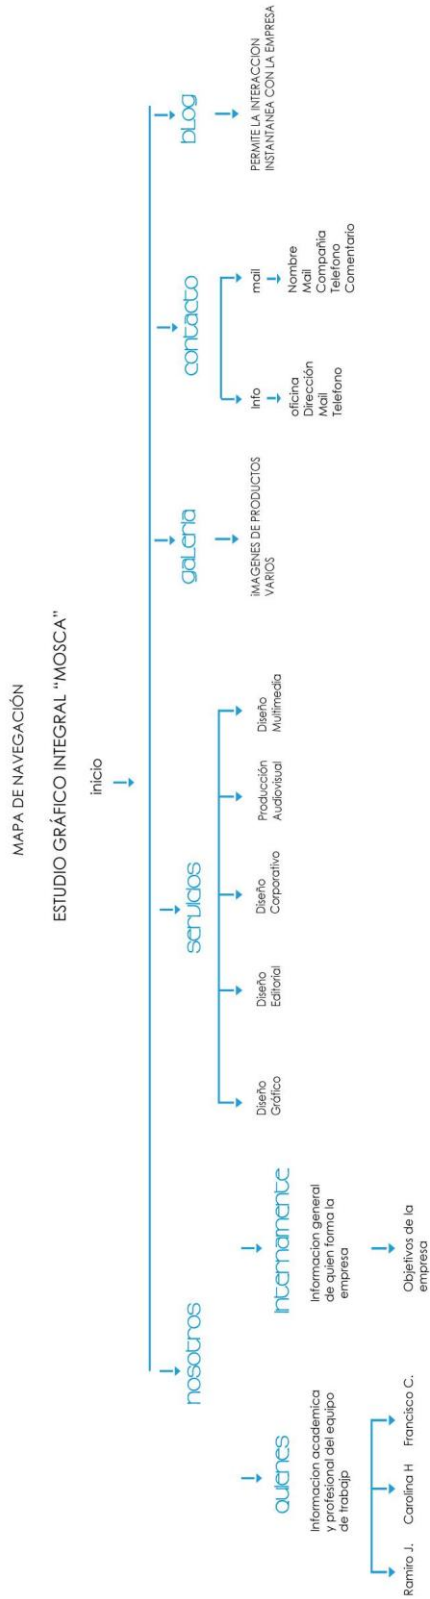 MAPA DE NAVEGACIÓN
ESTUDIO GRÁFICO INTEGRAL “MOSCA”
inicio
nosotros
servicios
galeria
contacto
blog
quienes
Informacion academica
y profesional del equipo
de trabajp
Ramiro J.
Carolina H
Francisco C.
internamente
Informacion general
de quien forma la
empresa
Objetivos de la
empresa
Diseño
Gráfico
Diseño
Editorial
Diseño
Corporativo
Producción
Audiovisual
Diseño
Multimedia
iMAGENES DE PRODUCTOS
VARIOS
Info
oficina
Dirección
Mail
Telefono
mail
Nombre
Mail
Compañia
Telefono
Comentario
PERMITE LA INTERACCION
INSTANTANEA CON LA EMPRESA